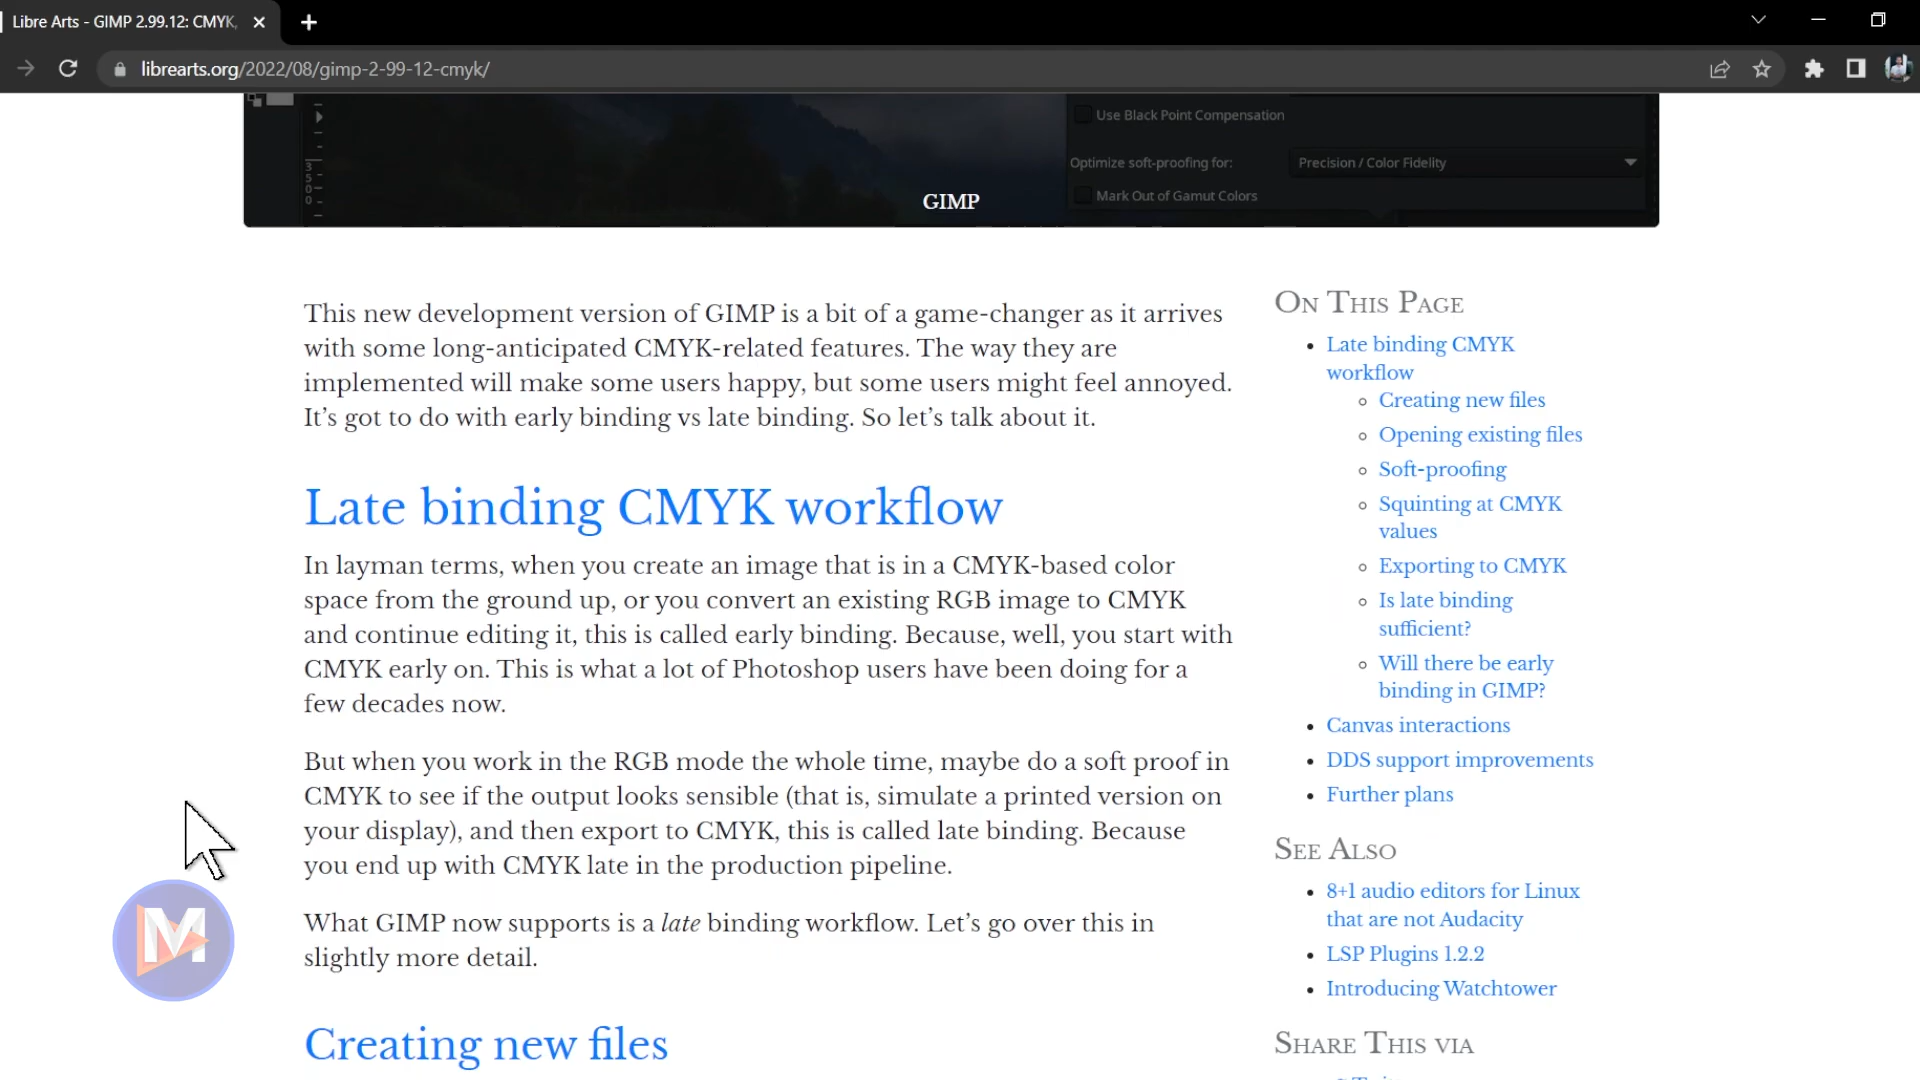 Libre Arts - GIMP 2.99.12: CMYK,
librearts.org/2022/08/gimp-2-99-12-cmyk/
Use Black Point Compensation
Optimize soft-proofing for:
Precision / Color Fidelity
Mark Out of Gamut Colors
350
GIMP
This new development version of GIMP is a bit of a game-changer as it arrives
with some long-anticipated CMYK-related features. The way they are
implemented will make some users happy, but some users might feel annoyed.
It’s got to do with early binding vs late binding. So let’s talk about it.
Late binding CMYK workflow
In layman terms, when you create an image that is in a CMYK-based color
space from the ground up, or you convert an existing RGB image to CMYK
and continue editing it, this is called early binding. Because, well, you start with
CMYK early on. This is what a lot of Photoshop users have been doing for a
few decades now.
But when you work in the RGB mode the whole time, maybe do a soft proof in
CMYK to see if the output looks sensible (that is, simulate a printed version on
your display), and then export to CMYK, this is called late binding. Because
you end up with CMYK late in the production pipeline.
What GIMP now supports is a late binding workflow. Let’s go over this in
slightly more detail.
Creating new files
On This Page
Late binding CMYK
workflow
Creating new files
Opening existing files
Soft-proofing
Squinting at CMYK
values
Exporting to CMYK
Is late binding
sufficient?
Will there be early
binding in GIMP?
Canvas interactions
DDS support improvements
Further plans
See Also
8+1 audio editors for Linux
that are not Audacity
LSP Plugins 1.2.2
Introducing Watchtower
Share This via
M